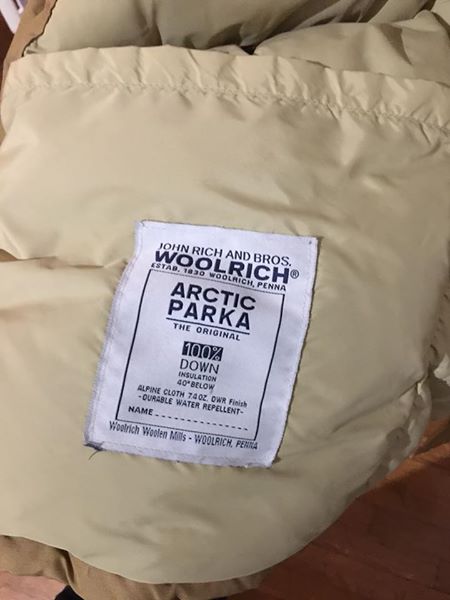 JOHN RICH AND BROS.
WOOLRICH®
ESTAB. 1830 WOOLRICH, PENNA
ARCTIC
PARKA
THE ORIGINAL
100%
DOWN
INSULATION
40° BELOW
ALPINE CLOTH 7.4 OZ. DWR Finish
-DURABLE WATER REPELLENT-
NAME
Woolrich Woolen Mills - WOOLRICH, PENNA